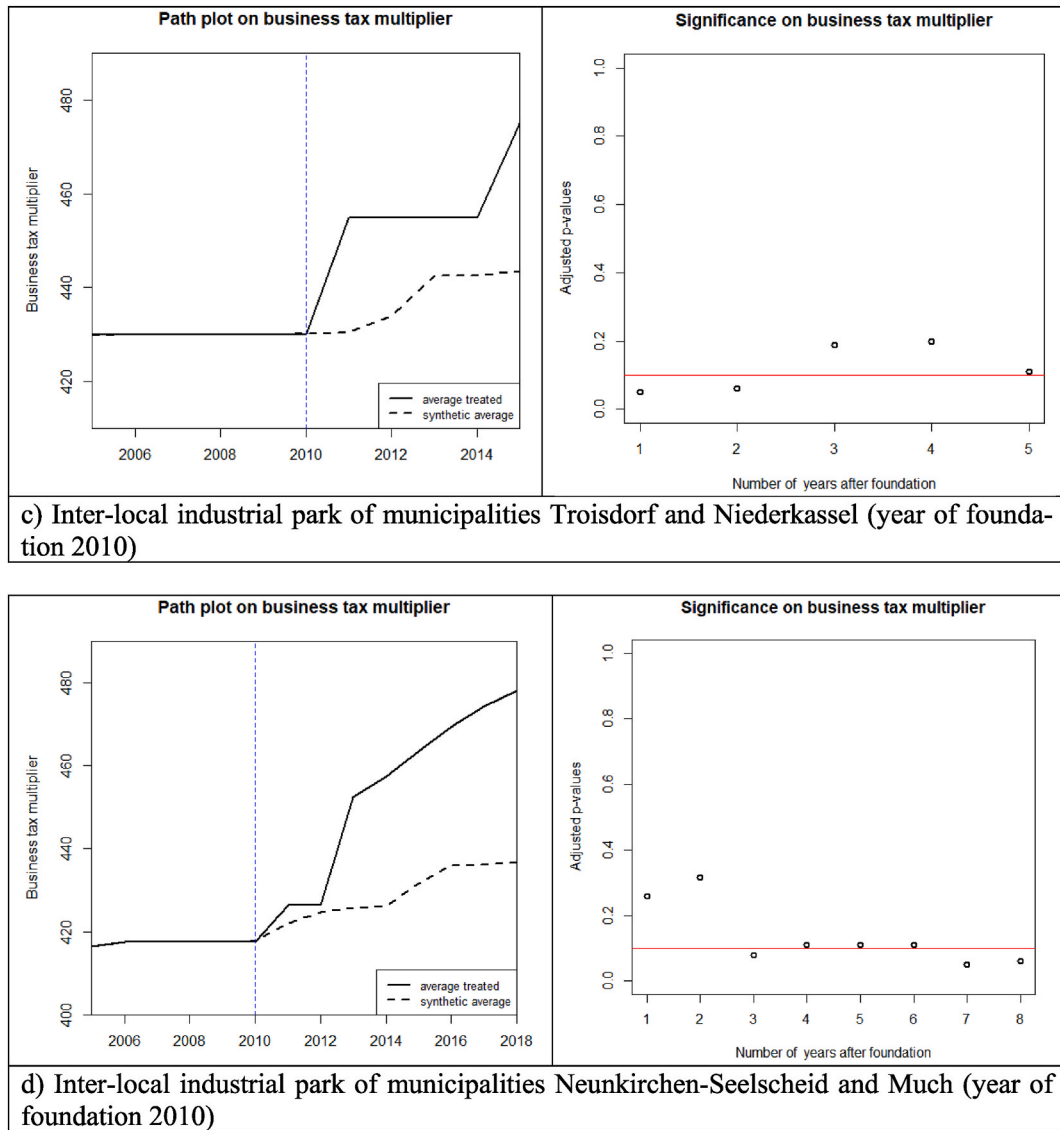 Path plot on business tax multiplier
Business tax multiplier
480
460
440
420
2006 2008 2010 2012 2014
average treated
synthetic average
Significance on business tax multiplier
Adjusted p-values
1.0
0.8
0.6
0.4
0.2
0.0
1 2 3 4 5
Number of years after foundation
c) Inter-local industrial park of municipalities Troisdorf and Niederkassel (year of founda-
tion 2010)
Path plot on business tax multiplier
Business tax multiplier
480
460
440
420
400
2006 2008 2010 2012 2014 2016 2018
average treated
synthetic average
Significance on business tax multiplier
Adjusted p-values
1.0
0.8
0.6
0.4
0.2
0.0
1 2 3 4 5 6 7 8
Number of years after foundation
d) Inter-local industrial park of municipalities Neunkirchen-Seelscheid and Much (year of
foundation 2010)